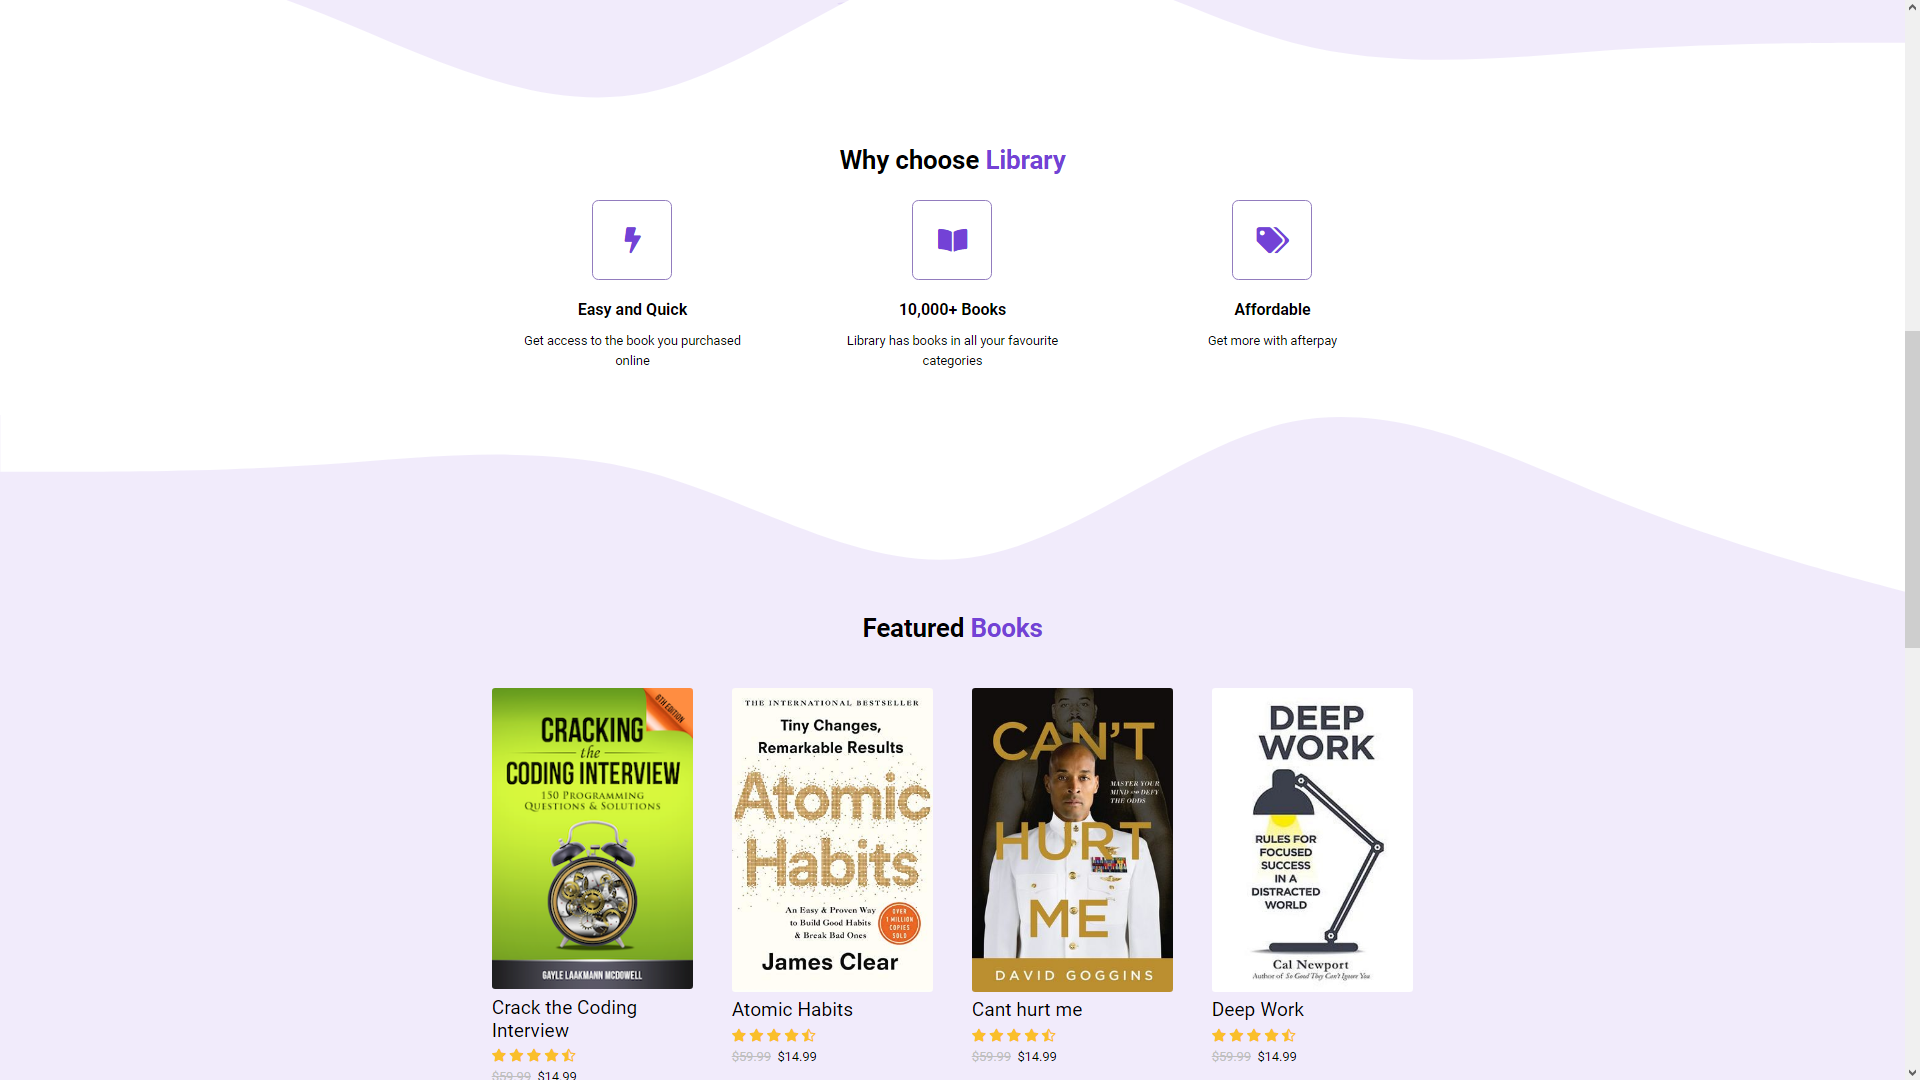 Why choose Library
Easy and Quick
Get access to the book you purchased
online
10,000+ Books
Library has books in all your favourite
categories
Affordable
Get more with afterpay
Featured Books
6TH EDITION
CRACKING
the
CODING INTERVIEW
150 PROGRAMMING
QUESTIONS & SOLUTIONS
GAYLE LAAKMANN MCDOWELL
Crack the Coding
Interview
$59.99 $14.99
THE INTERNATIONAL BESTSELLER
Tiny Changes,
Remarkable Results
Atomic
Habits
An Easy & Proven Way
to Build Good Habits
& Break Bad Ones
OVER
1 MILLION
COPIES
SOLD
James Clear
Atomic Habits
$59.99 $14.99
CAN'T
HURT
ME
MASTER YOUR
MIND AND DEFY
THE ODDS
DAVID GOGGINS
Cant hurt me
$59.99 $14.99
DEEP
WORK
RULES FOR
FOCUSED
SUCCESS
IN A
DISTRACTED
WORLD
Cal Newport
Author of So Good They Can't Ignore You
Deep Work
$59.99 $14.99